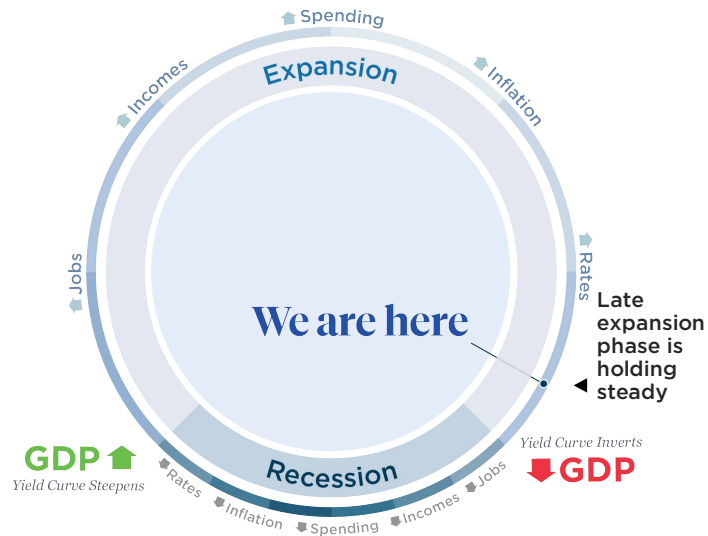 Spending
Expansion
Incomes
Inflation
Jobs
Rates
We are here
Late
expansion
phase is
holding
steady
GDP
Yield Curve Steepens
Yield Curve Inverts
GDP
Recession
Rates
Inflation
Spending
Incomes
Jobs